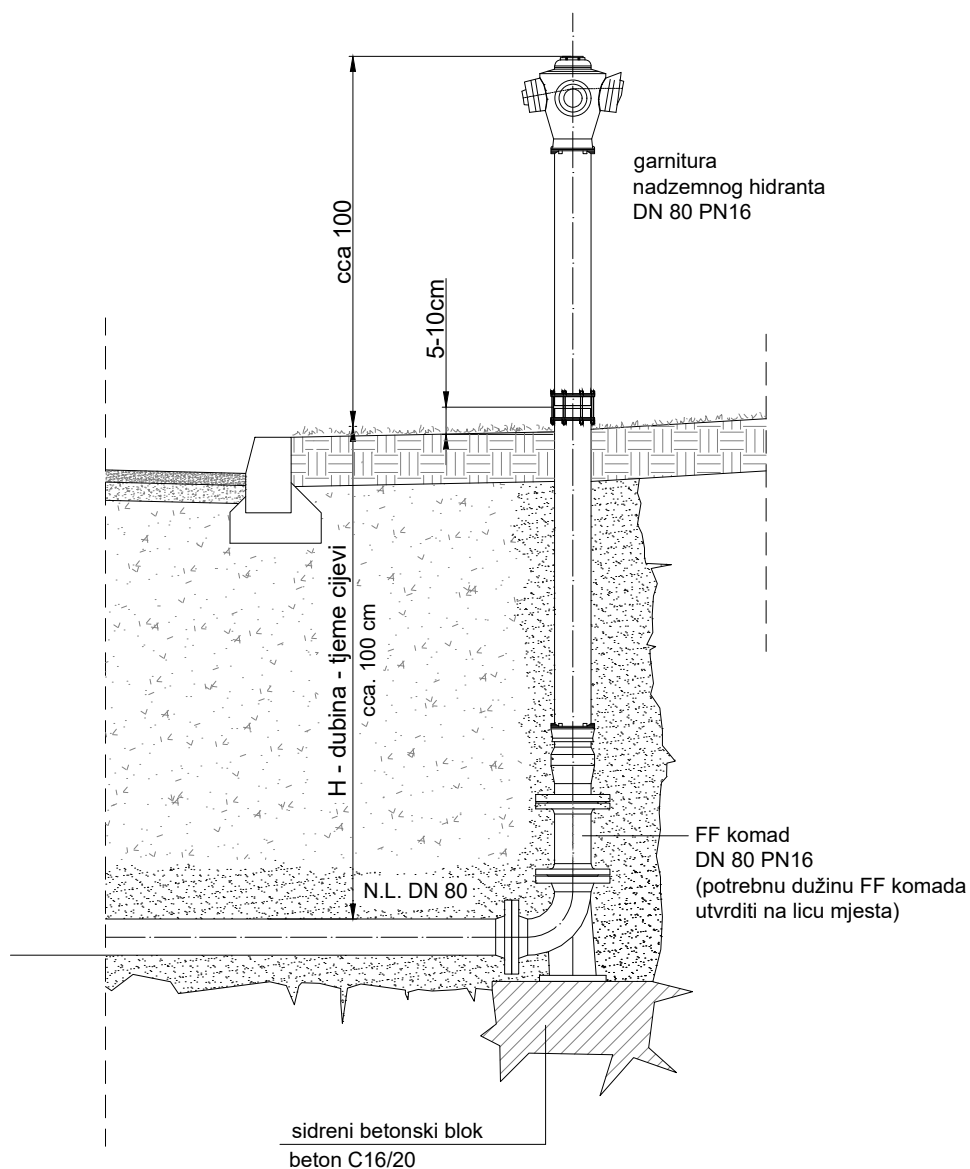 garnitura
nadzemnog hidranta
DN 80 PN16
cca 100
5-10cm
H - dubina - tjeme cijevi
cca. 100 cm
FF komad
DN 80 PN16
(potrebnu dužinu FF komada
utvrditi na licu mjesta)
N.L. DN 80
sidreni betonski blok
beton C16/20